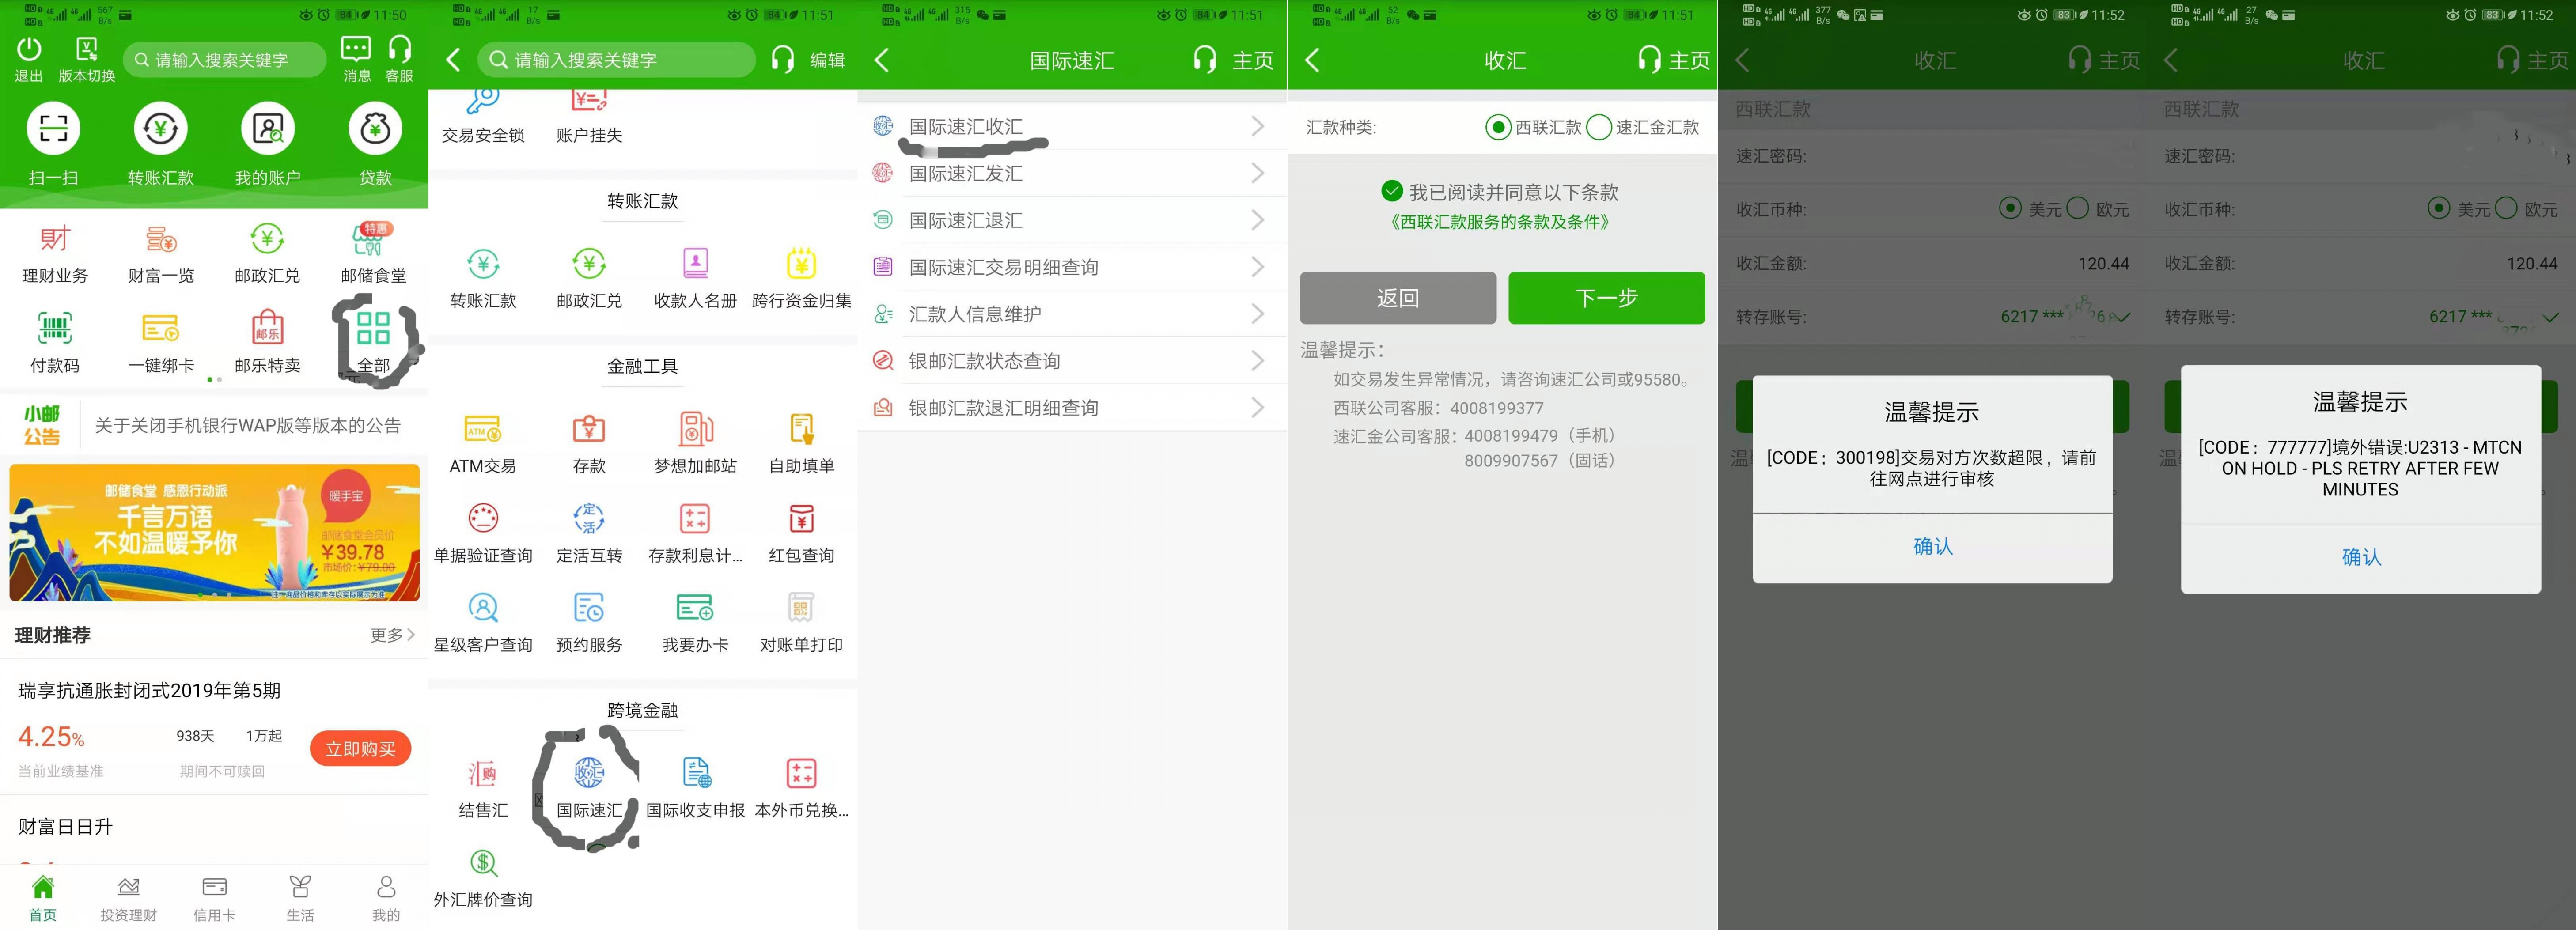 567 B/s
84
11:50
退出
版本切换
请输入搜索关键字
消息
客服
扫一扫
转账汇款
我的账户
贷款
特惠
理财业务
财富一览
邮政汇兑
邮储食堂
邮乐
付款码
一键绑卡
邮乐特卖
全部
小邮公告
关于关闭手机银行WAP版等版本的公告
邮储食堂 感恩行动派
千言万语
不如温暖予你
暖手宝
邮储食堂会员价
¥39.78
市场价:¥79.00
注:商品价格和库存以实际展示为准
理财推荐
更多
瑞享抗通胀封闭式2019年第5期
4.25%
938天
1万起
立即购买
当前业绩基准
期间不可赎回
财富日日升
首页
投资理财
信用卡
生活
我的
17 B/s
84
11:51
请输入搜索关键字
编辑
交易安全锁
账户挂失
转账汇款
转账汇款
邮政汇兑
收款人名册
跨行资金归集
金融工具
ATM交易
存款
梦想加邮站
自助填单
单据验证查询
定活互转
存款利息计...
红包查询
星级客户查询
预约服务
我要办卡
对账单打印
跨境金融
结售汇
国际速汇
国际收支申报
本外币兑换...
外汇牌价查询
315 B/s
84
11:51
国际速汇
主页
国际速汇收汇
国际速汇发汇
国际速汇退汇
国际速汇交易明细查询
汇款人信息维护
银邮汇款状态查询
银邮汇款退汇明细查询
52 B/s
84
11:51
收汇
主页
汇款种类:
西联汇款
速汇金汇款
我已阅读并同意以下条款
《西联汇款服务的条款及条件》
返回
下一步
温馨提示：
如交易发生异常情况，请咨询速汇公司或95580。
西联公司客服：4008199377
速汇金公司客服：4008199479（手机）
8009907567（固话）
377 B/s
83
11:52
收汇
主页
西联汇款
速汇密码:
收汇币种:
美元
欧元
收汇金额:
120.44
转存账号:
6217 ***
温馨提示
[CODE：300198]交易对方次数超限，请前
往网点进行审核
确认
27 B/s
83
11:52
收汇
主页
西联汇款
速汇密码:
收汇币种:
美元
欧元
收汇金额:
120.44
转存账号:
6217 ***
温馨提示
[CODE：777777]境外错误:U2313 - MTCN
ON HOLD - PLS RETRY AFTER FEW
MINUTES
确认